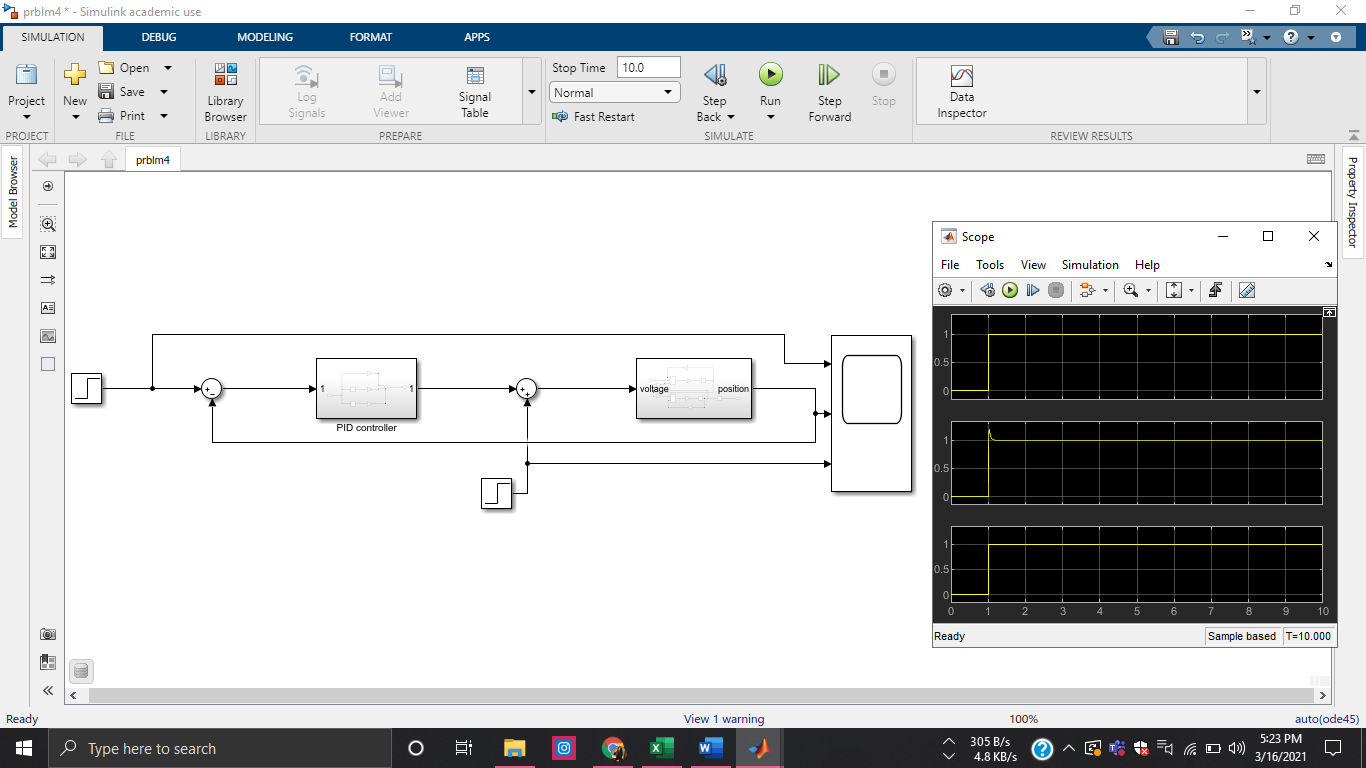 prblm4 * - Simulink academic use
SIMULATION DEBUG MODELING FORMAT APPS
Project
PROJECT
New
Open
Save
Print
FILE
Library
Browser
LIBRARY
Log
Signals
Add
Viewer
Signal
Table
PREPARE
Stop Time 10.0
Normal
Fast Restart
Step
Back
Run
Step
Forward
Stop
SIMULATE
Data
Inspector
REVIEW RESULTS
Model Browser
prblm4
Property Inspector
1 1
PID controller
voltage position
Scope
File Tools View Simulation Help
1
0.5
0
1
0.5
0
1
0.5
0
0 1 2 3 4 5 6 7 8 9 10
Ready Sample based T=10.000
Ready View 1 warning 100% auto(ode45)
Type here to search
305 B/s
4.8 KB/s
5:23 PM
3/16/2021